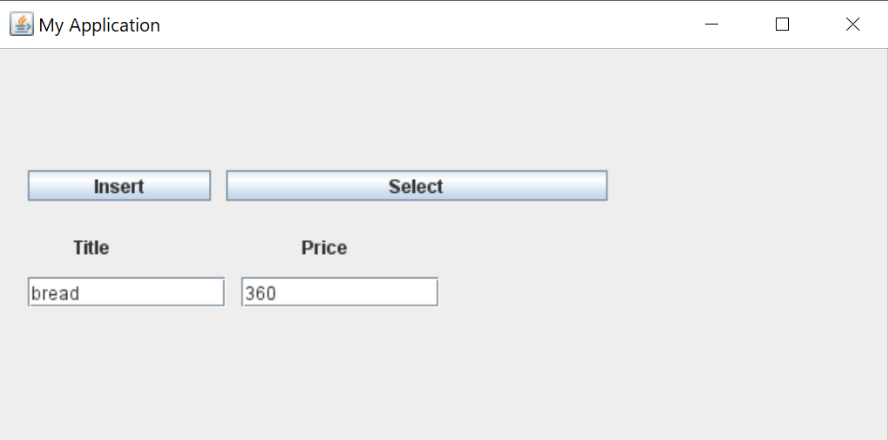 My Application
Insert Select
Title Price
bread 360